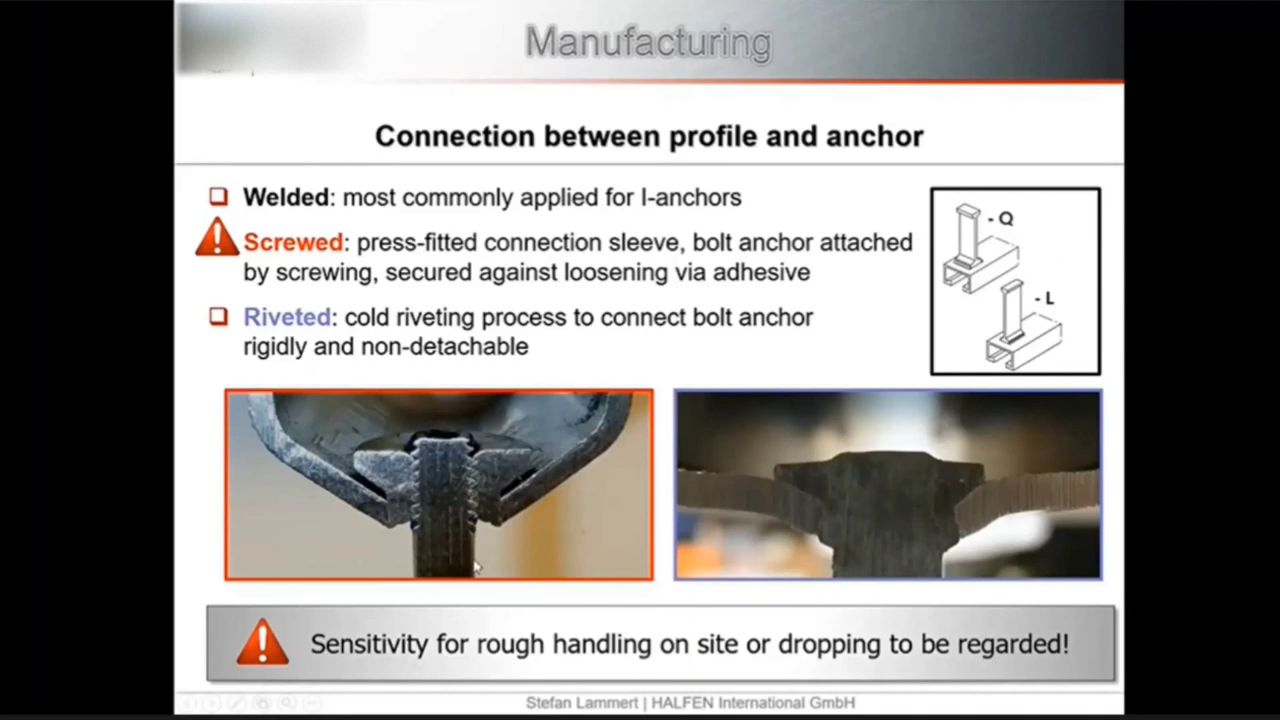 Manufacturing
Connection between profile and anchor
Welded: most commonly applied for I-anchors
Screwed: press-fitted connection sleeve, bolt anchor attached
by screwing, secured against loosening via adhesive
Riveted: cold riveting process to connect bolt anchor
rigidly and non-detachable
- Q
- L
Sensitivity for rough handling on site or dropping to be regarded!
Stefan Lammert | HALFEN International GmbH